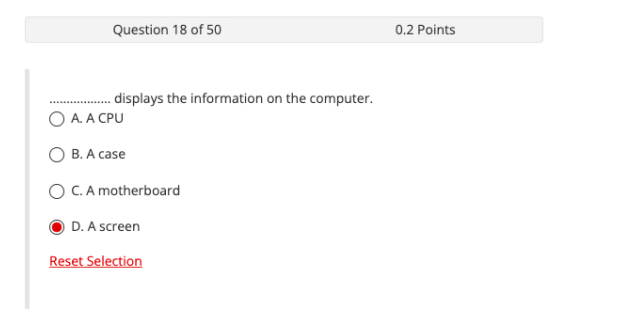 Question 18 of 50 0.2 Points
.................. displays the information on the computer.
A. A CPU
B. A case
C. A motherboard
D. A screen
Reset Selection